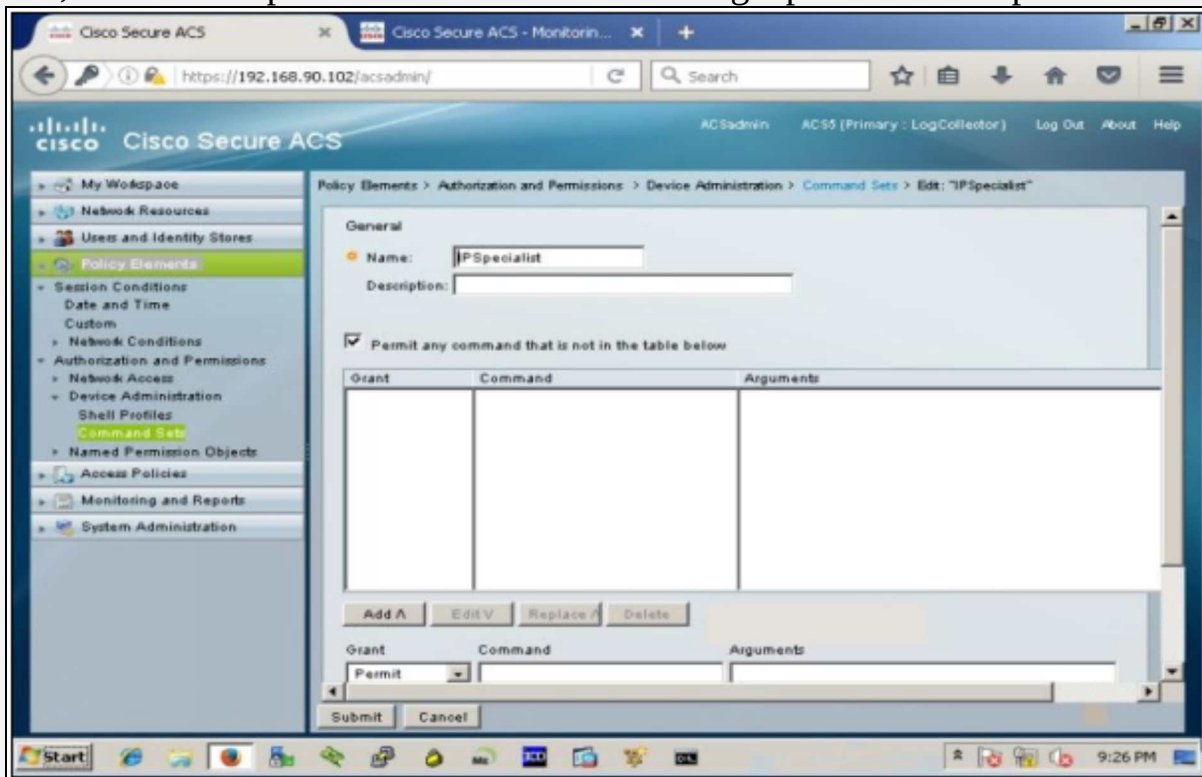 Cisco Secure ACS
Cisco Secure ACS - Monitorin...
https://192.168.90.102/acsadmin/
Search
CISCO Cisco Secure ACS
ACSadmin ACS5 (Primary : LogCollector) Log Out About Help
My Workspace
Network Resources
Users and Identity Stores
Policy Elements
Session Conditions
Date and Time
Custom
Network Conditions
Authorization and Permissions
Network Access
Device Administration
Shell Profiles
Command Sets
Named Permission Objects
Access Policies
Monitoring and Reports
System Administration
Policy Elements > Authorization and Permissions > Device Administration > Command Sets > Edit: "IPSpecialist"
General
Name: IPSpecialist
Description:
Permit any command that is not in the table below
Grant Command Arguments
Add Λ Edit V Replace Λ Delete
Grant Command Arguments
Permit
Submit Cancel
Start
9:26 PM